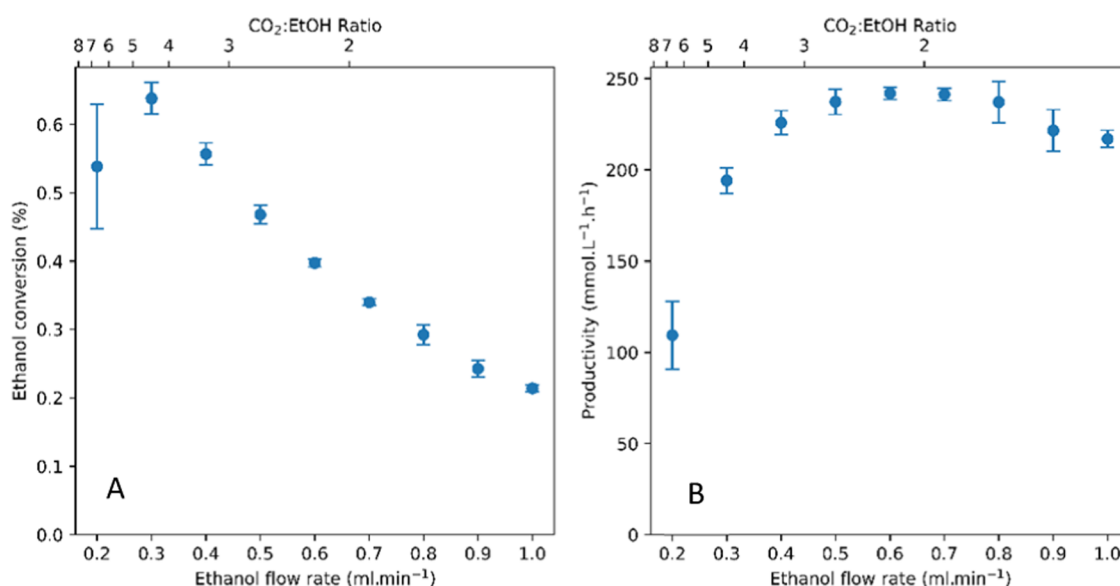 CO₂:EtOH Ratio
8 7 6 5 4 3 2
Ethanol conversion (%)
0.6
0.5
0.4
0.3
0.2
0.1
0.0
A
0.2 0.3 0.4 0.5 0.6 0.7 0.8 0.9 1.0
Ethanol flow rate (ml.min⁻¹)
CO₂:EtOH Ratio
8 7 6 5 4 3 2
Productivity (mmol.L⁻¹.h⁻¹)
250
200
150
100
50
0
B
0.2 0.3 0.4 0.5 0.6 0.7 0.8 0.9 1.0
Ethanol flow rate (ml.min⁻¹)